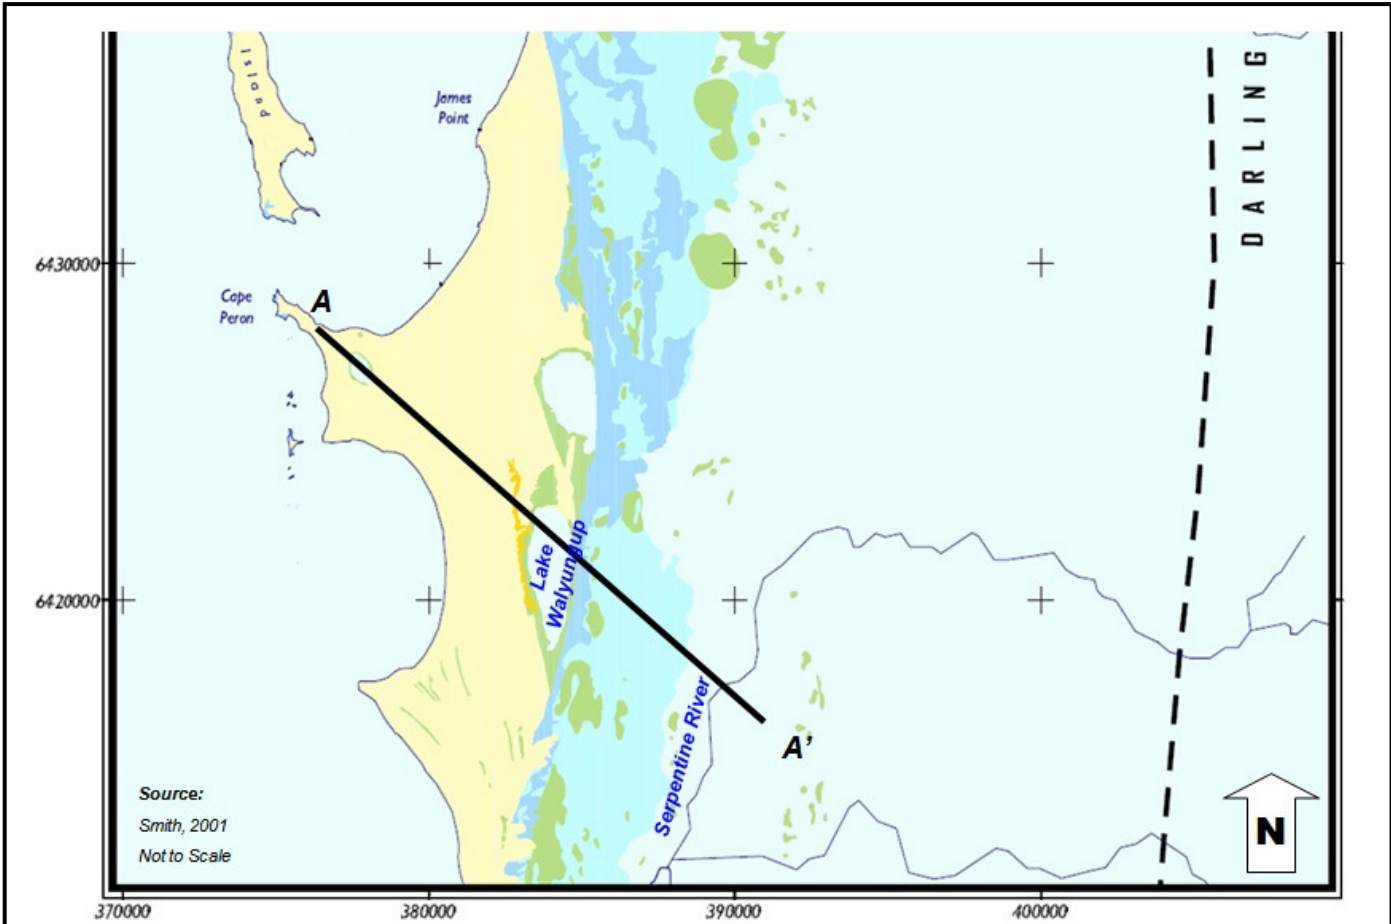 Island
DARLING
James
Point
6430000
Cape
Peron
A
Lake
Walyungup
6420000
Serpentine River
A'
Source:
Smith, 2001
Not to Scale
N
370000
380000
390000
400000